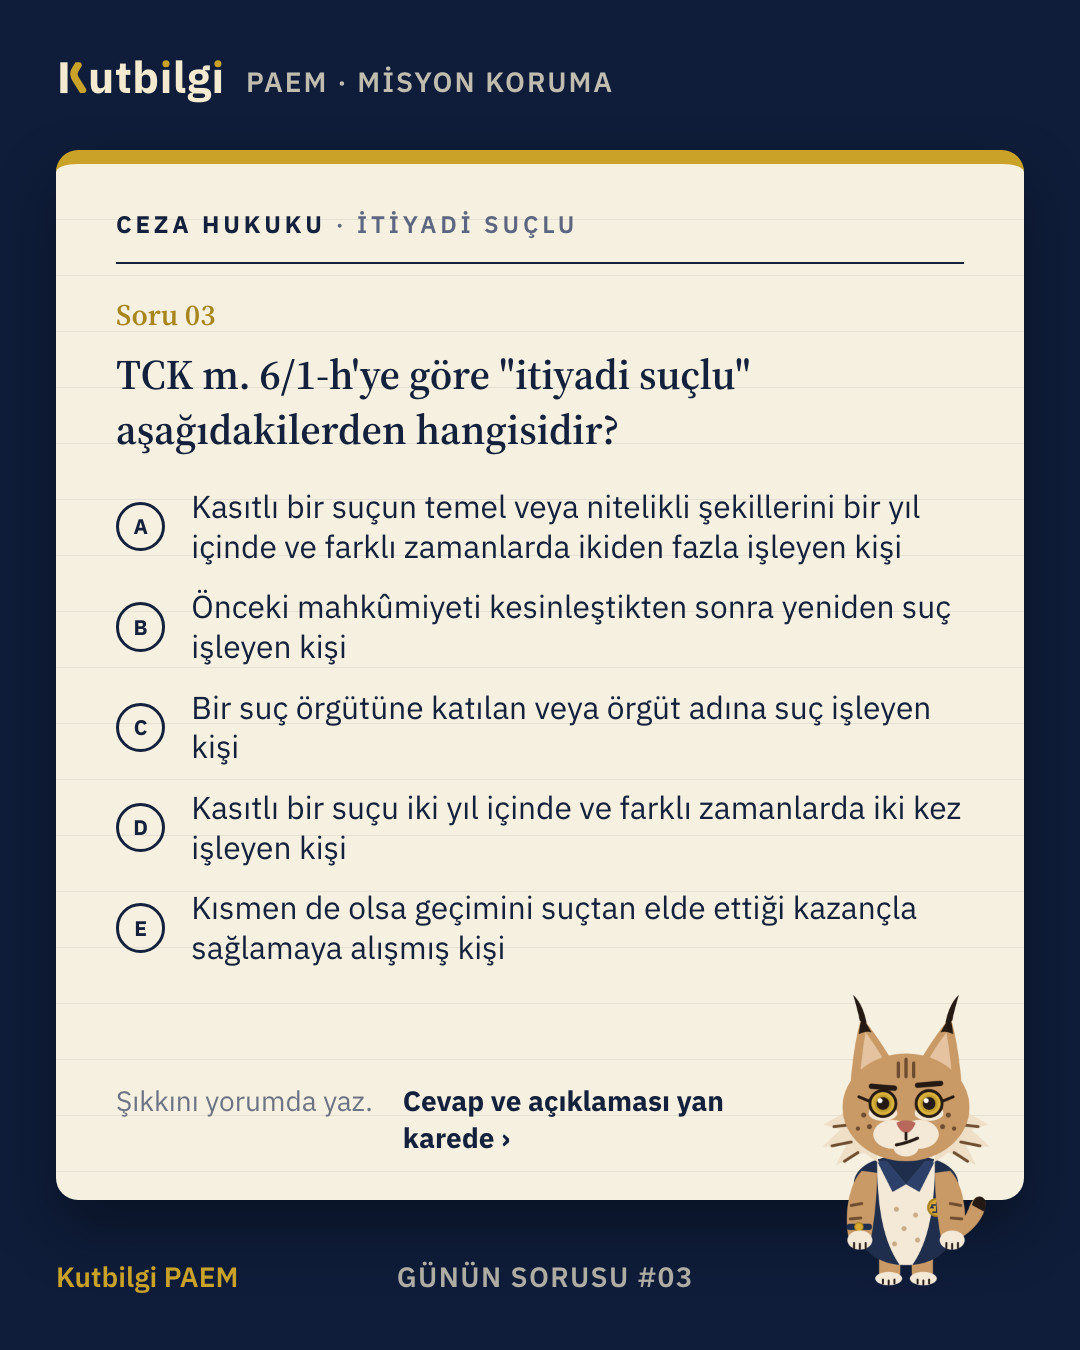 Kutbilgi PAEM · MİSYON KORUMA
CEZA HUKUKU · İTİYADİ SUÇLU
Soru 03
TCK m. 6/1-h'ye göre "itiyadi suçlu"
aşağıdakilerden hangisidir?
A Kasıtlı bir suçun temel veya nitelikli şekillerini bir yıl
içinde ve farklı zamanlarda ikiden fazla işleyen kişi
B Önceki mahkûmiyeti kesinleştikten sonra yeniden suç
işleyen kişi
C Bir suç örgütüne katılan veya örgüt adına suç işleyen
kişi
D Kasıtlı bir suçu iki yıl içinde ve farklı zamanlarda iki kez
işleyen kişi
E Kısmen de olsa geçimini suçtan elde ettiği kazançla
sağlamaya alışmış kişi
Şıkkını yorumda yaz. Cevap ve açıklaması yan
karede ›
Kutbilgi PAEM GÜNÜN SORUSU #03